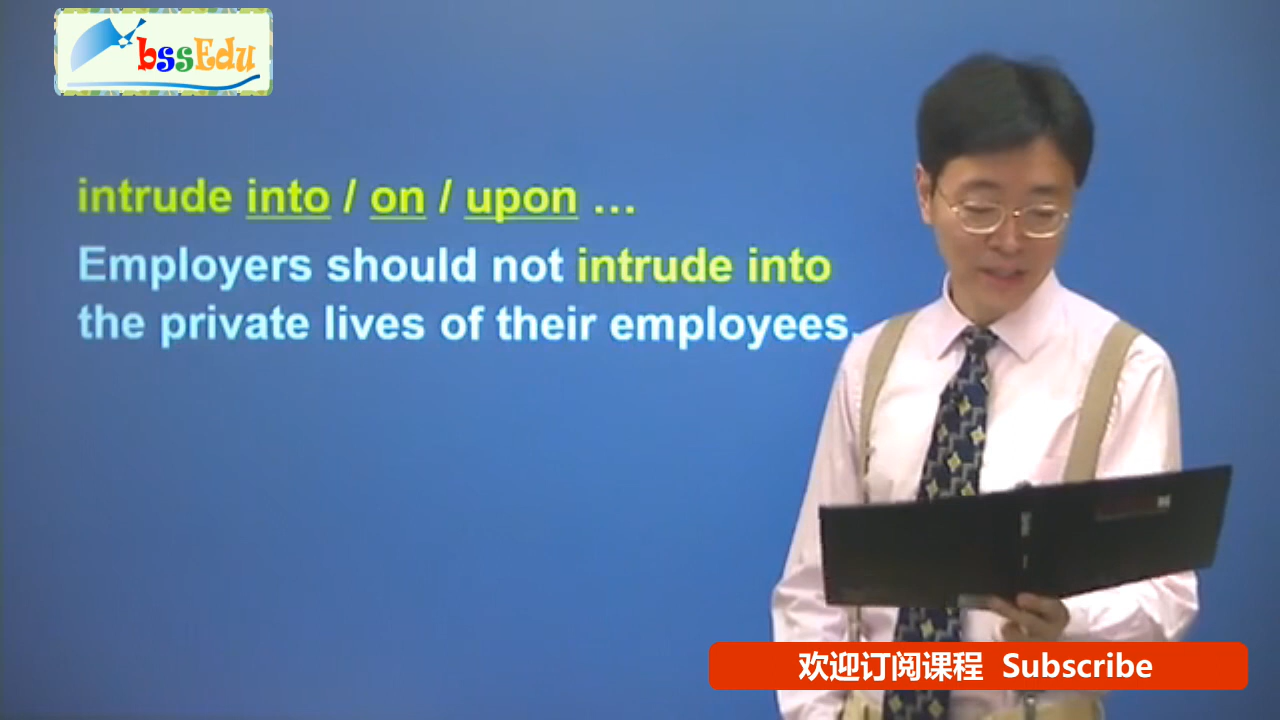 bssEdu
intrude into / on / upon ...
Employers should not intrude into
the private lives of their employees.
欢迎订阅课程 Subscribe